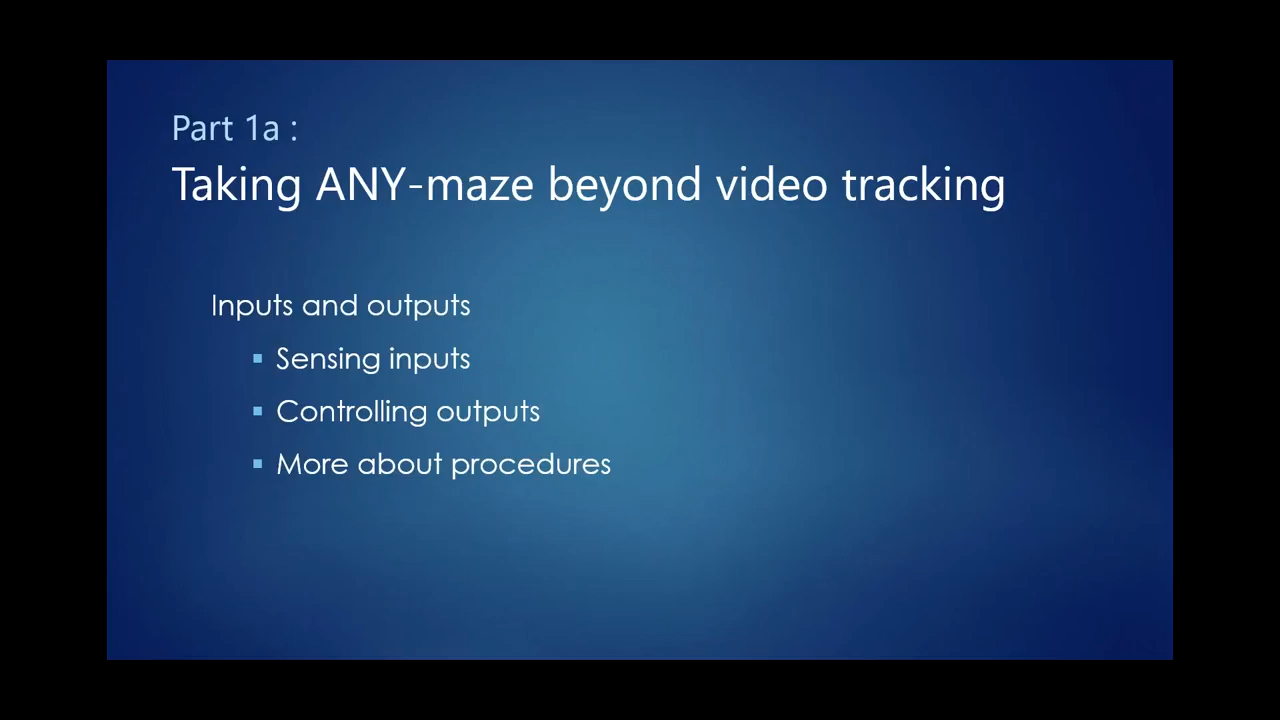 Part 1a :
Taking ANY-maze beyond video tracking
Inputs and outputs
▪ Sensing inputs
▪ Controlling outputs
▪ More about procedures